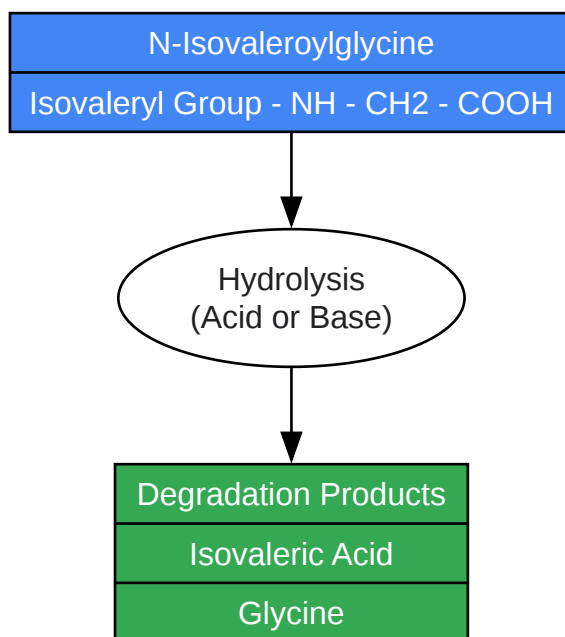 N-Isovaleroylglycine
Isovaleryl Group - NH - CH2 - COOH
Hydrolysis
(Acid or Base)
Degradation Products
Isovaleric Acid
Glycine